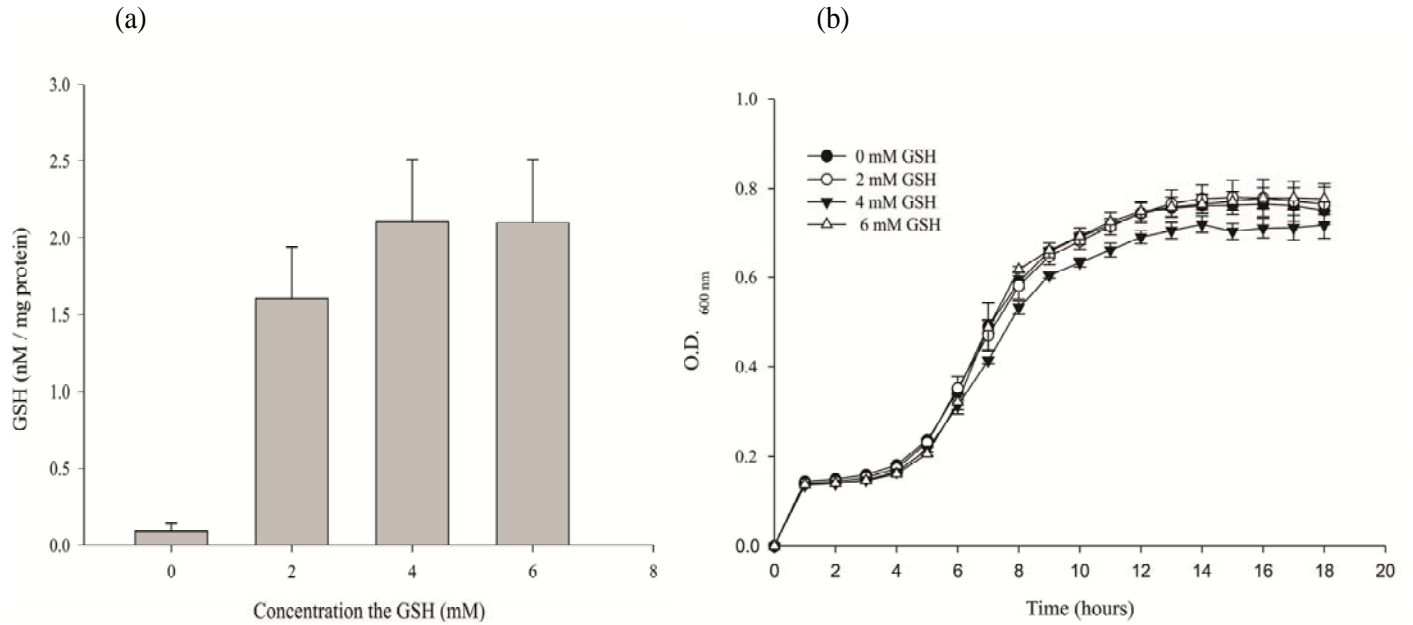 (a)
(b)
3.0
2.5
2.0
1.5
1.0
0.5
0.0
GSH (nM / mg protein)
0 2 4 6 8
Concentration the GSH (mM)
1.0
0.8
0.6
0.4
0.2
0.0
O.D. 600 nm
0 mM GSH
2 mM GSH
4 mM GSH
6 mM GSH
0 2 4 6 8 10 12 14 16 18 20
Time (hours)